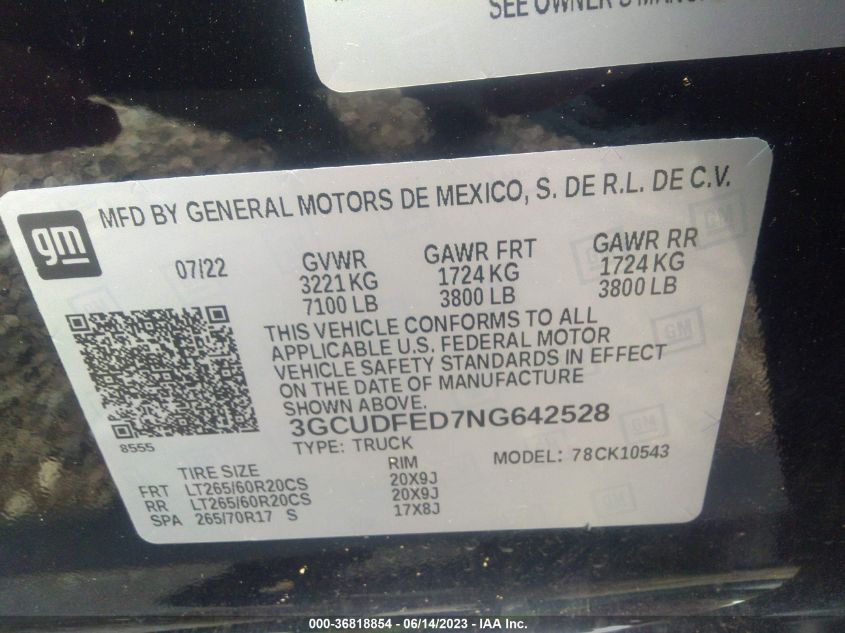 SEE OWNER'S
MFD BY GENERAL MOTORS DE MEXICO, S. DE R.L. DE C.V.
gm
07/22
GVWR
3221 KG
7100 LB
GAWR FRT
1724 KG
3800 LB
GAWR RR
1724 KG
3800 LB
THIS VEHICLE CONFORMS TO ALL
APPLICABLE U.S. FEDERAL MOTOR
VEHICLE SAFETY STANDARDS IN EFFECT
ON THE DATE OF MANUFACTURE
SHOWN ABOVE.
3GCUDFED7NG642528
8555
TYPE: TRUCK
MODEL: 78CK10543
TIRE SIZE RIM
FRT LT265/60R20CS 20X9J
RR LT265/60R20CS 20X9J
SPA 265/70R17 S 17X8J
GM
GM
GM
GM
000-36818854 - 06/14/2023 - IAA Inc.